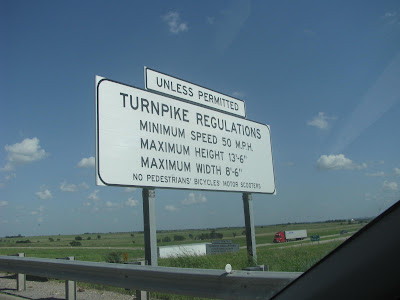 UNLESS PERMITTED
TURNPIKE REGULATIONS
MINIMUM SPEED 50 M.P.H.
MAXIMUM HEIGHT 13'-6"
MAXIMUM WIDTH 8'-6"
NO PEDESTRIANS' BICYCLES' MOTOR SCOOTERS